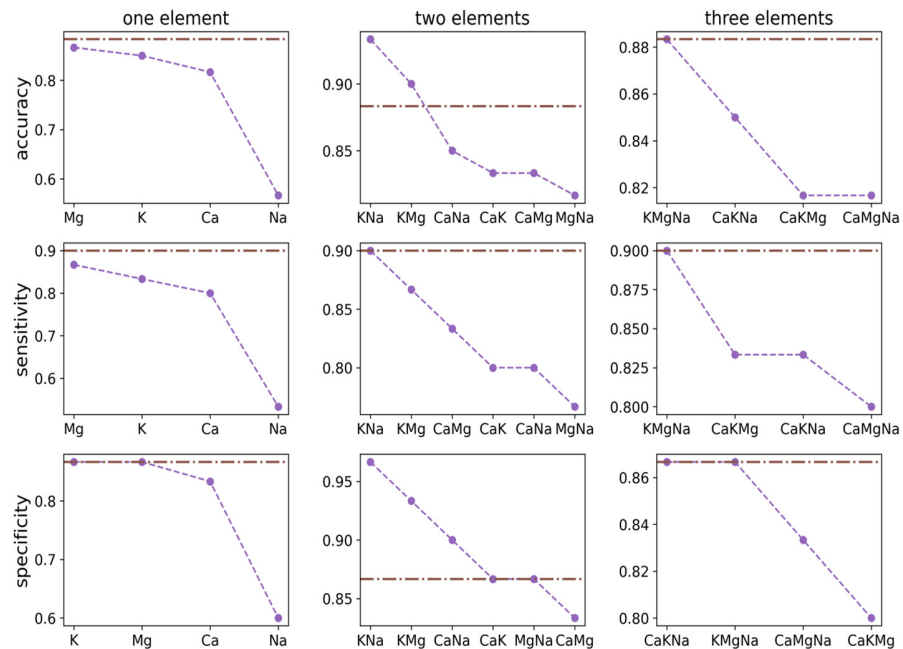 one element
two elements
three elements
accuracy
0.8
0.7
0.6
Mg K Ca Na
0.90
0.85
KNa KMg CaNa CaK CaMg MgNa
0.88
0.86
0.84
0.82
KMgNa CaKNa CaKMg CaMgNa
sensitivity
0.9
0.8
0.6
Mg K Ca Na
0.90
0.85
0.80
KNa KMg CaMg CaK CaNa MgNa
0.900
0.875
0.850
0.825
0.800
KMgNa CaKMg CaKNa CaMgNa
specificity
0.8
0.7
0.6
K Mg Ca Na
0.95
0.90
0.85
KNa KMg CaNa CaK MgNa CaMg
0.86
0.84
0.82
0.80
CaKNa KMgNa CaMgNa CaKMg